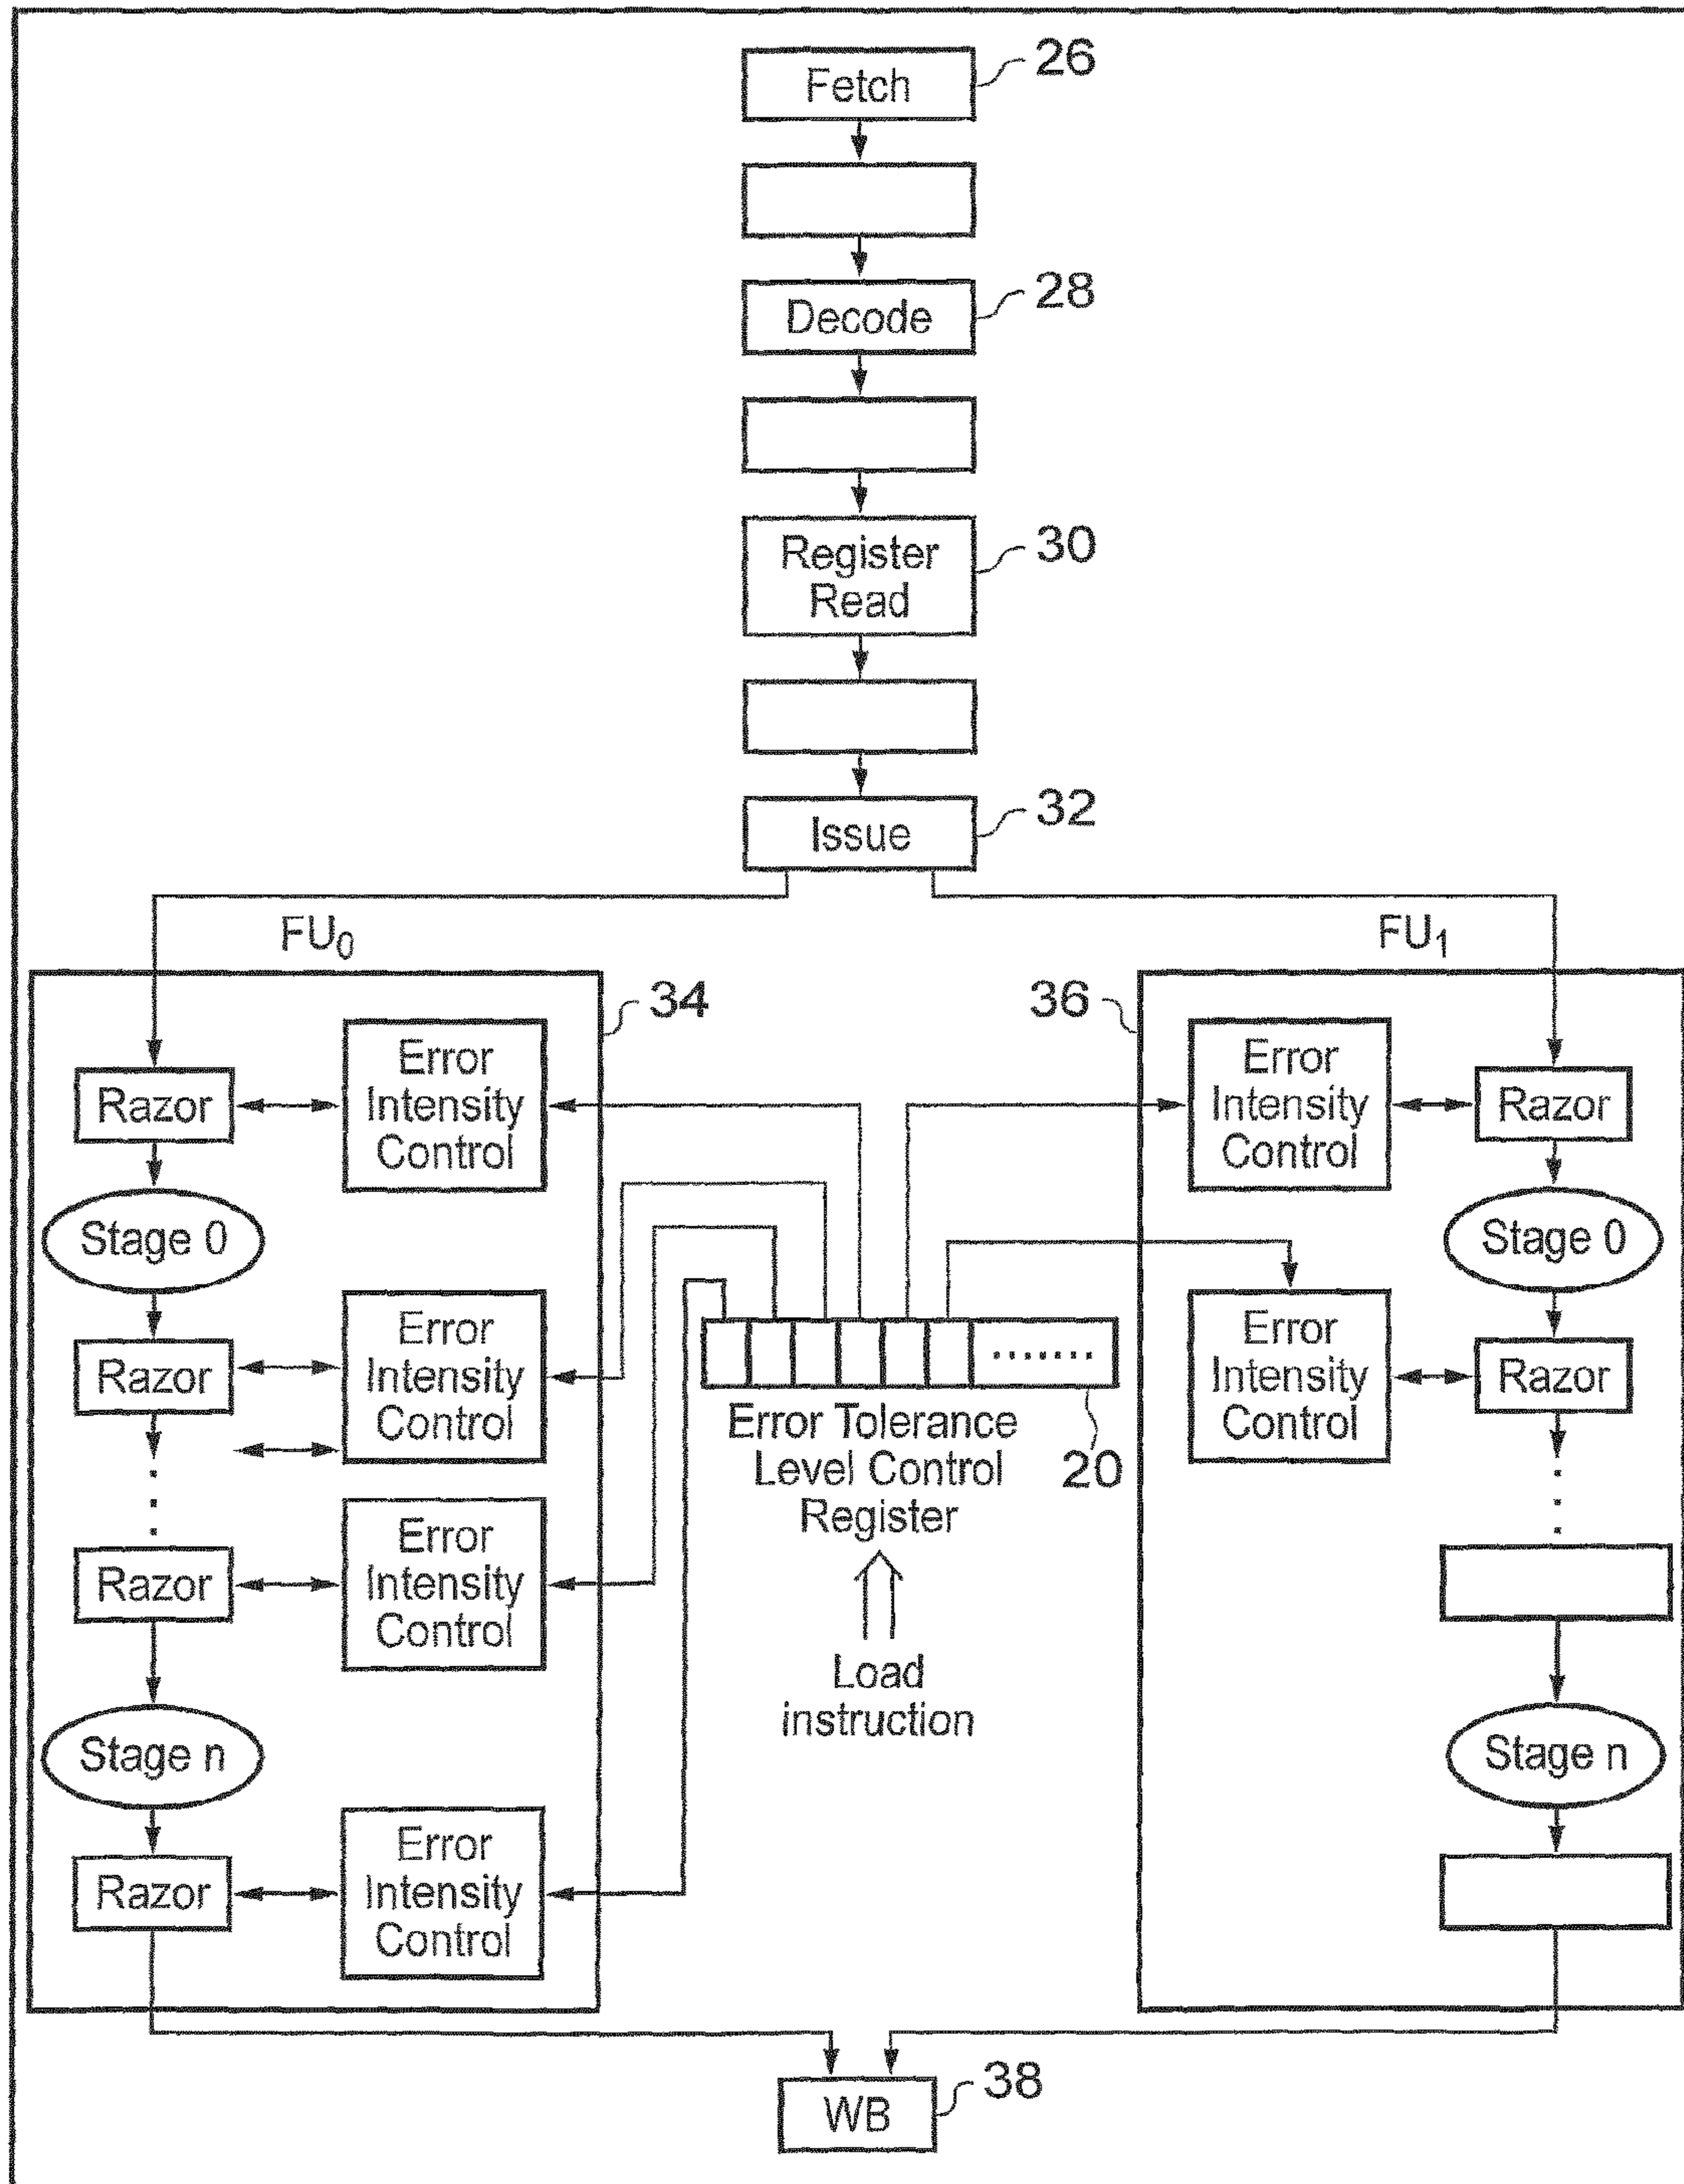 Fetch
26
Decode
28
Register
Read
30
Issue
32
FU0
FU1
34
36
Razor
Error
Intensity
Control
Stage 0
Razor
Error
Intensity
Control
Razor
Error
Intensity
Control
Stage n
Razor
Error
Intensity
Control
Error Tolerance
Level Control
Register
20
Load
instruction
Error
Intensity
Control
Razor
Stage 0
Error
Intensity
Control
Razor
Stage n
WB
38